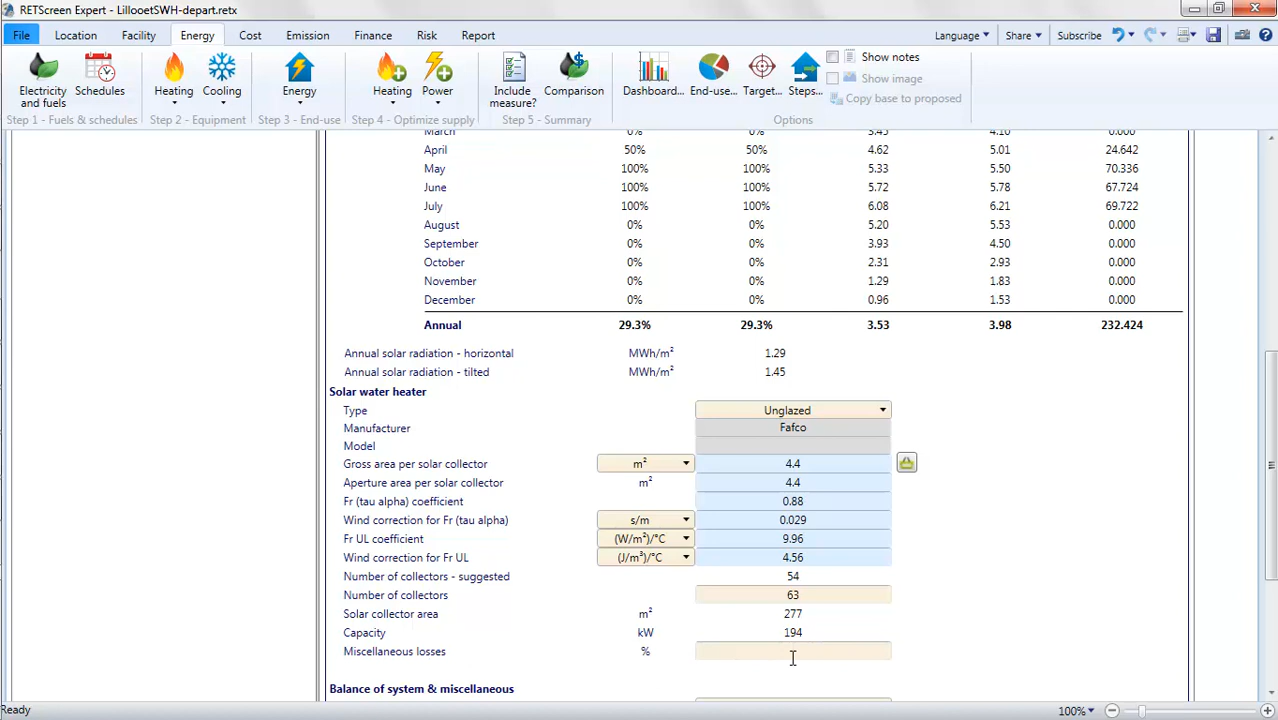 RETScreen Expert - LillooetSWH-depart.retx
File Location Facility Energy Cost Emission Finance Risk Report Language Share Subscribe
Electricity and fuels Schedules Heating Cooling Energy Heating Power Include measure? Comparison Dashboard... End-use... Target... Steps... Show notes
Show image
Copy base to proposed
Step 1 - Fuels & schedules Step 2 - Equipment Step 3 - End-use Step 4 - Optimize supply Step 5 - Summary Options
March 0% 0% 3.45 4.10 0.000
April 50% 50% 4.62 5.01 24.642
May 100% 100% 5.33 5.50 70.336
June 100% 100% 5.72 5.78 67.724
July 100% 100% 6.08 6.21 69.722
August 0% 0% 5.20 5.53 0.000
September 0% 0% 3.93 4.50 0.000
October 0% 0% 2.31 2.93 0.000
November 0% 0% 1.29 1.83 0.000
December 0% 0% 0.96 1.53 0.000
Annual 29.3% 29.3% 3.53 3.98 232.424
Annual solar radiation - horizontal MWh/m² 1.29
Annual solar radiation - tilted MWh/m² 1.45
Solar water heater
Type Unglazed
Manufacturer Fafco
Model
Gross area per solar collector m² 4.4
Aperture area per solar collector m² 4.4
Fr (tau alpha) coefficient 0.88
Wind correction for Fr (tau alpha) s/m 0.029
Fr UL coefficient (W/m²)/°C 9.96
Wind correction for Fr UL (J/m³)/°C 4.56
Number of collectors - suggested 54
Number of collectors 63
Solar collector area m² 277
Capacity kW 194
Miscellaneous losses %
Balance of system & miscellaneous
Ready 100%